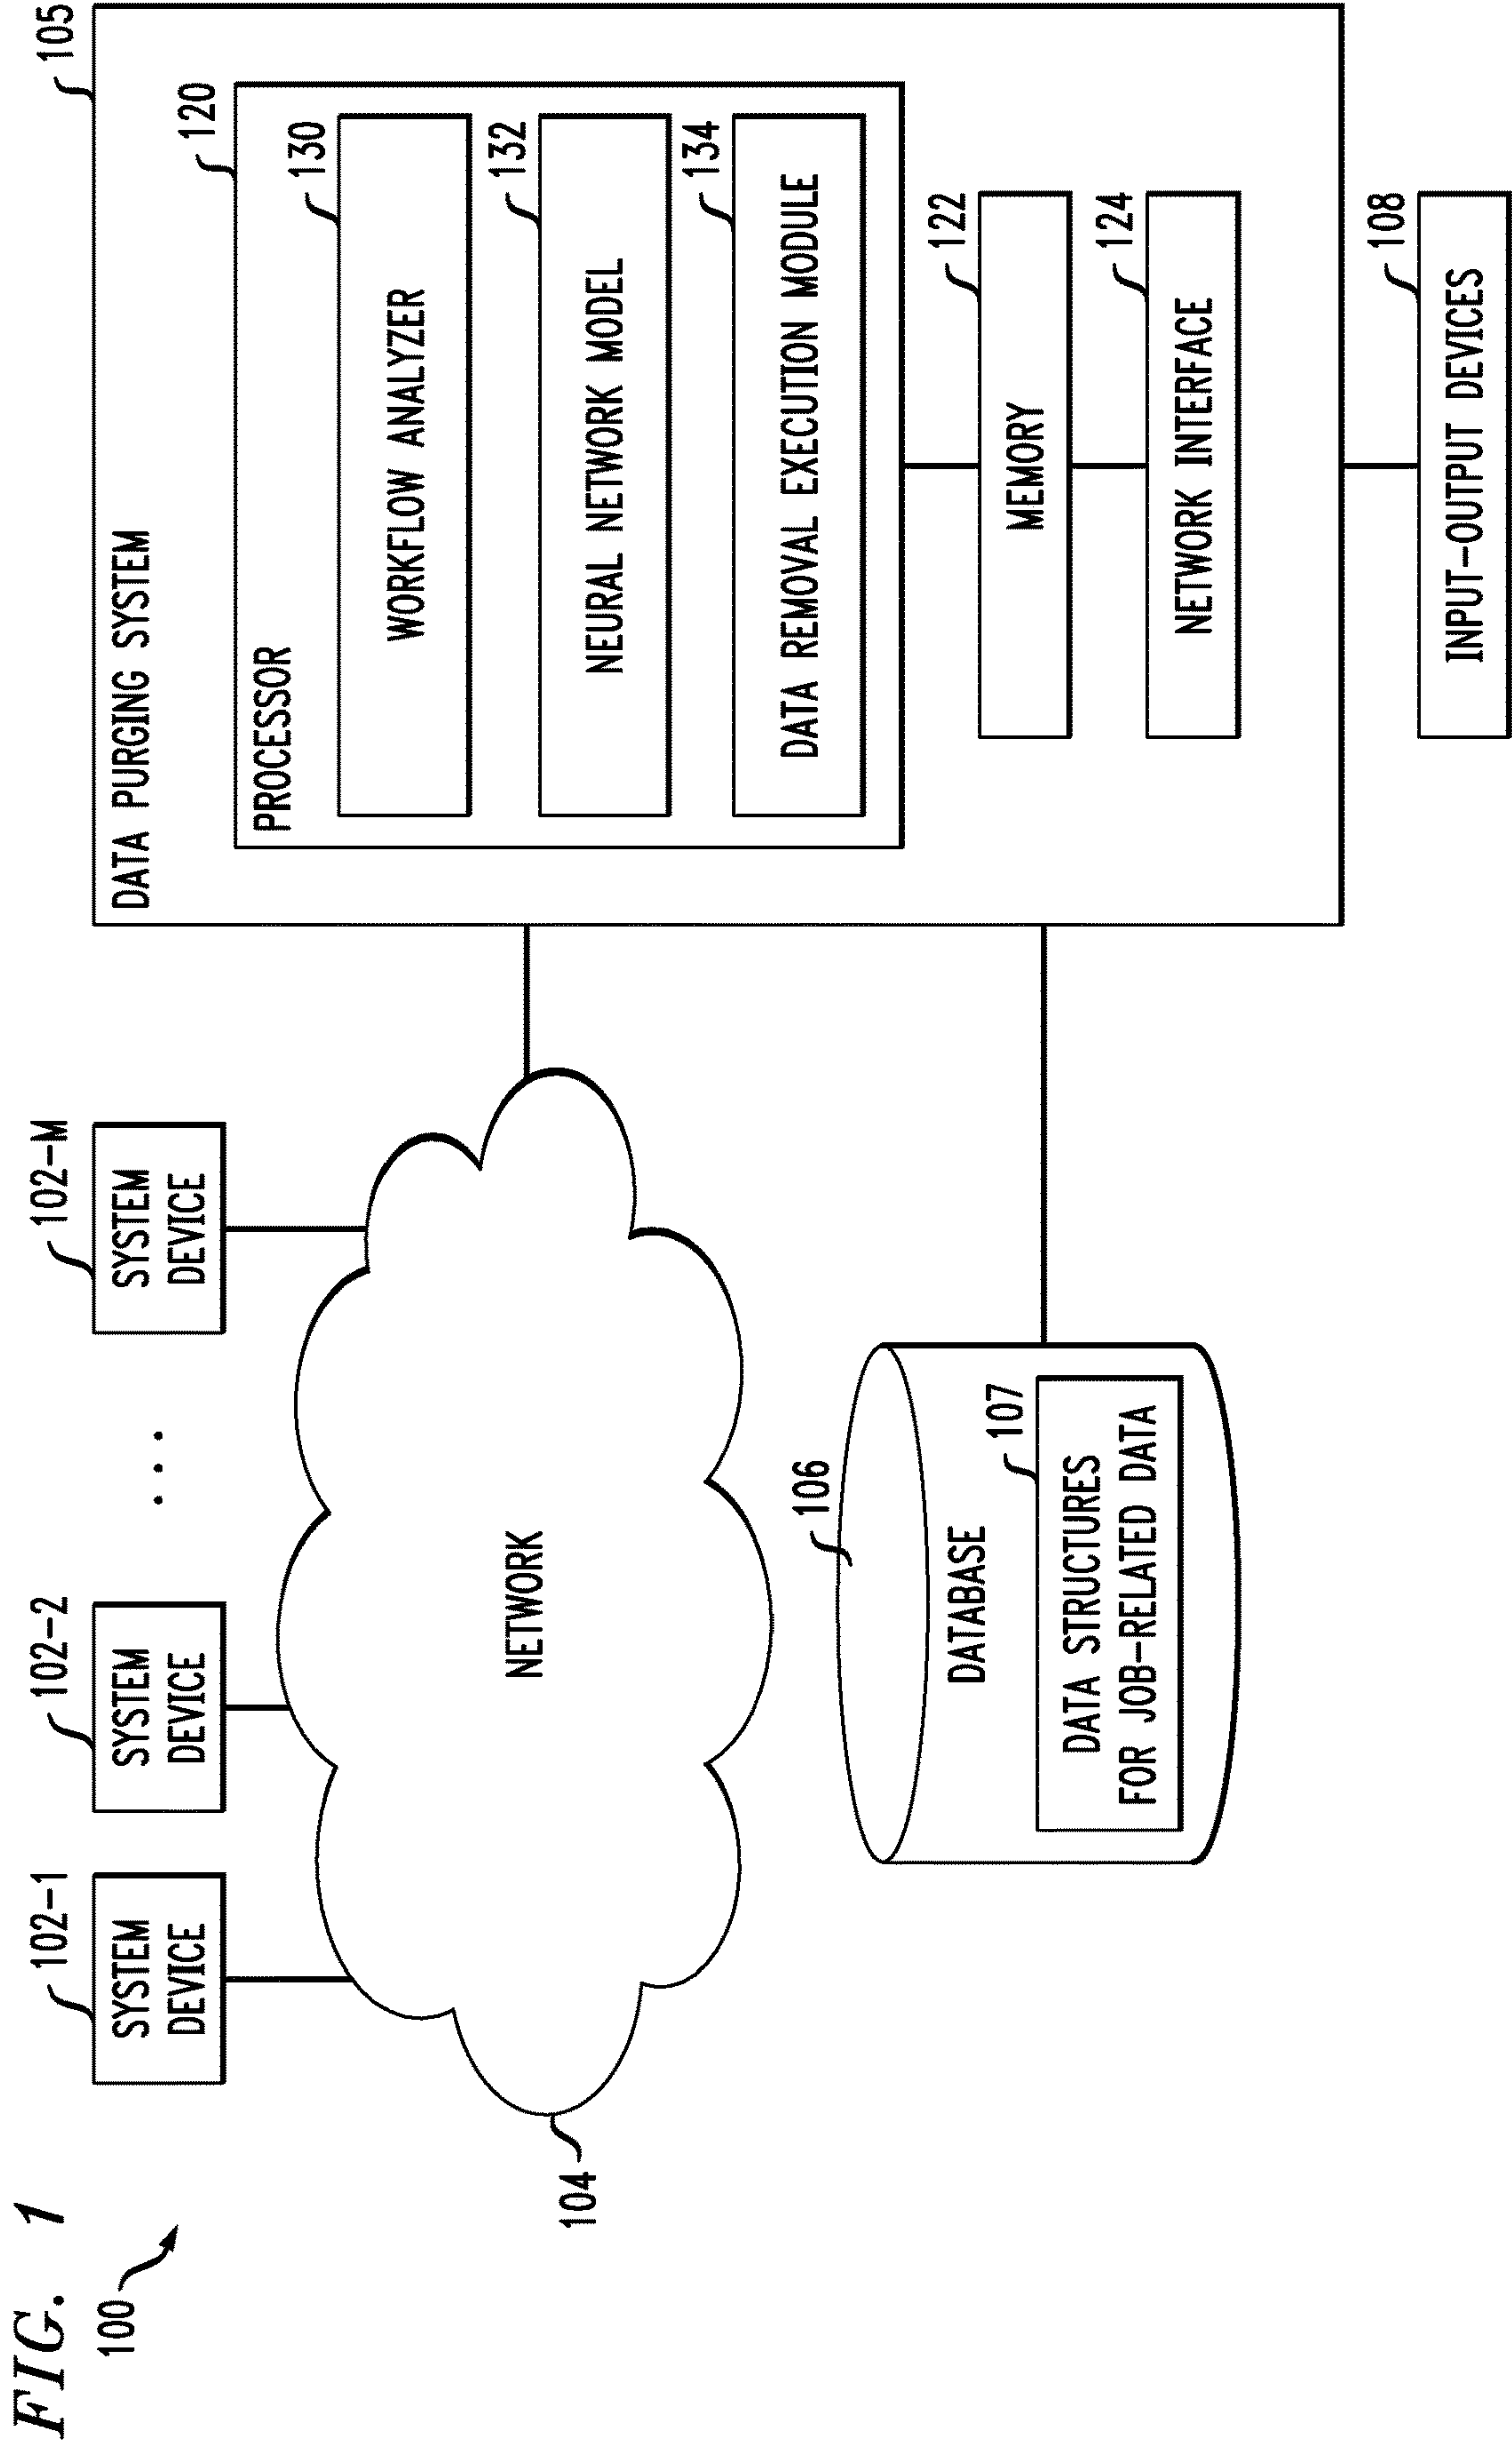 FIG. 1
100
102-1
SYSTEM
DEVICE
102-2
SYSTEM
DEVICE
. . .
102-M
SYSTEM
DEVICE
104
NETWORK
106
DATABASE
107
DATA STRUCTURES
FOR JOB-RELATED DATA
105
DATA PURGING SYSTEM
120
PROCESSOR
130
WORKFLOW ANALYZER
132
NEURAL NETWORK MODEL
134
DATA REMOVAL EXECUTION MODULE
122
MEMORY
124
NETWORK INTERFACE
108
INPUT-OUTPUT DEVICES